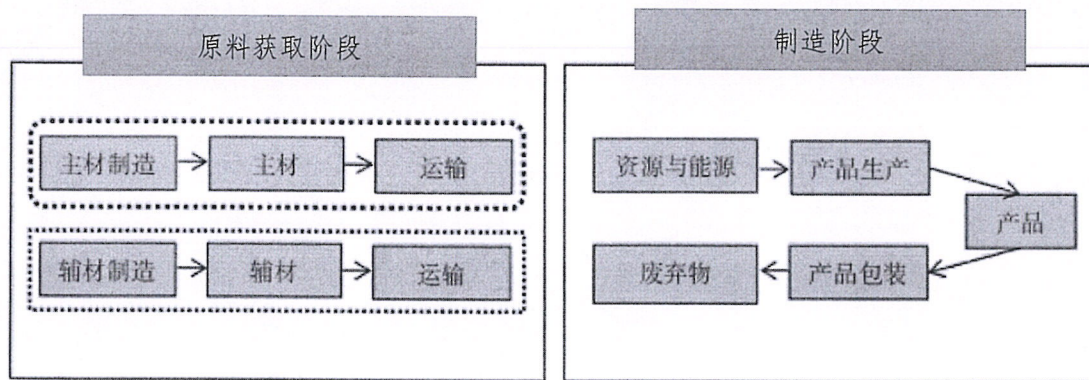 原料获取阶段
制造阶段
主材制造
主材
运输
辅材制造
辅材
运输
资源与能源
产品生产
产品
废弃物
产品包装